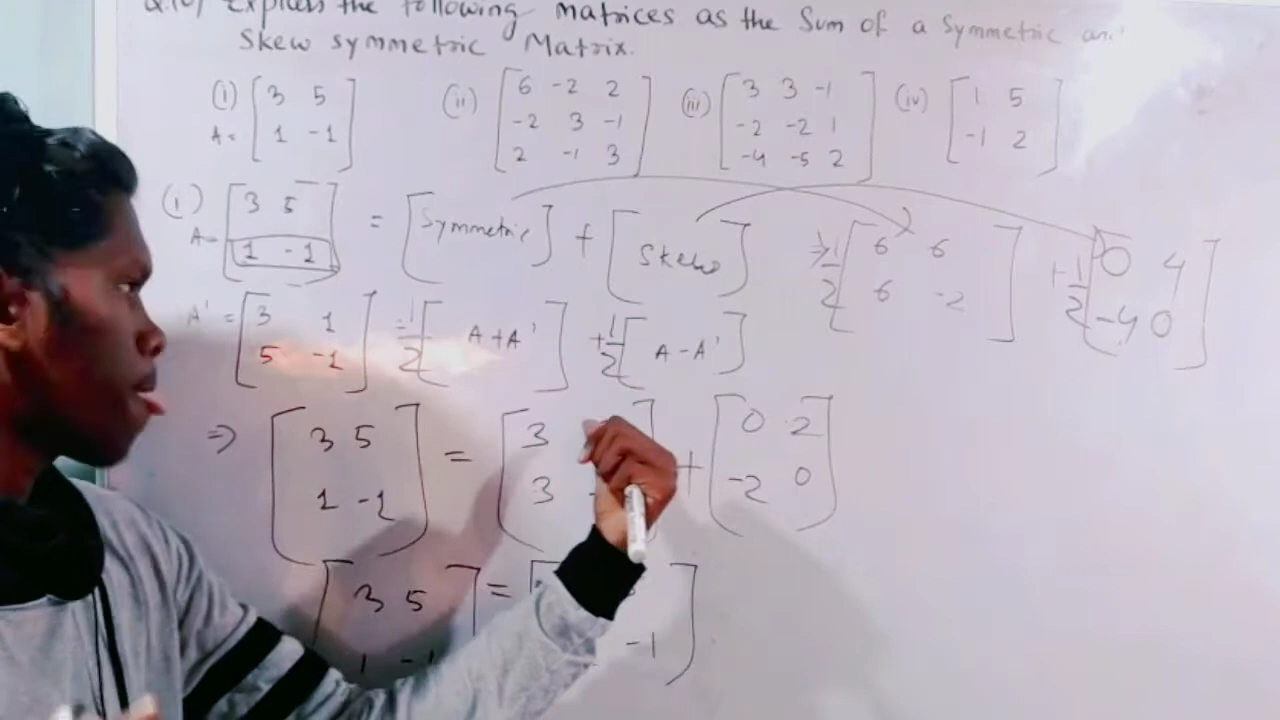 Express the following matrices as the Sum of a Symmetric
Skew symmetric Matrix.
(i) A= [3 5
1 -1]
(ii) [6 -2 2
-2 3 -1
2 -1 3]
(iii) [3 3 -1
-2 -2 1
-4 -5 2]
(iv) [1 5
-1 2]
(i) A= [3 5
1 -1] = [Symmetric] + [Skew]
A' = [3 1
5 -1] = 1/2 [A+A'] + 1/2 [A-A']
⇒ 1/2 [6 6
6 -2] + 1/2 [0 4
-4 0]
⇒ [3 5
1 -1] = [3
3 + [0 2
-2 0]
[3 5
1 -1 = [
-1]